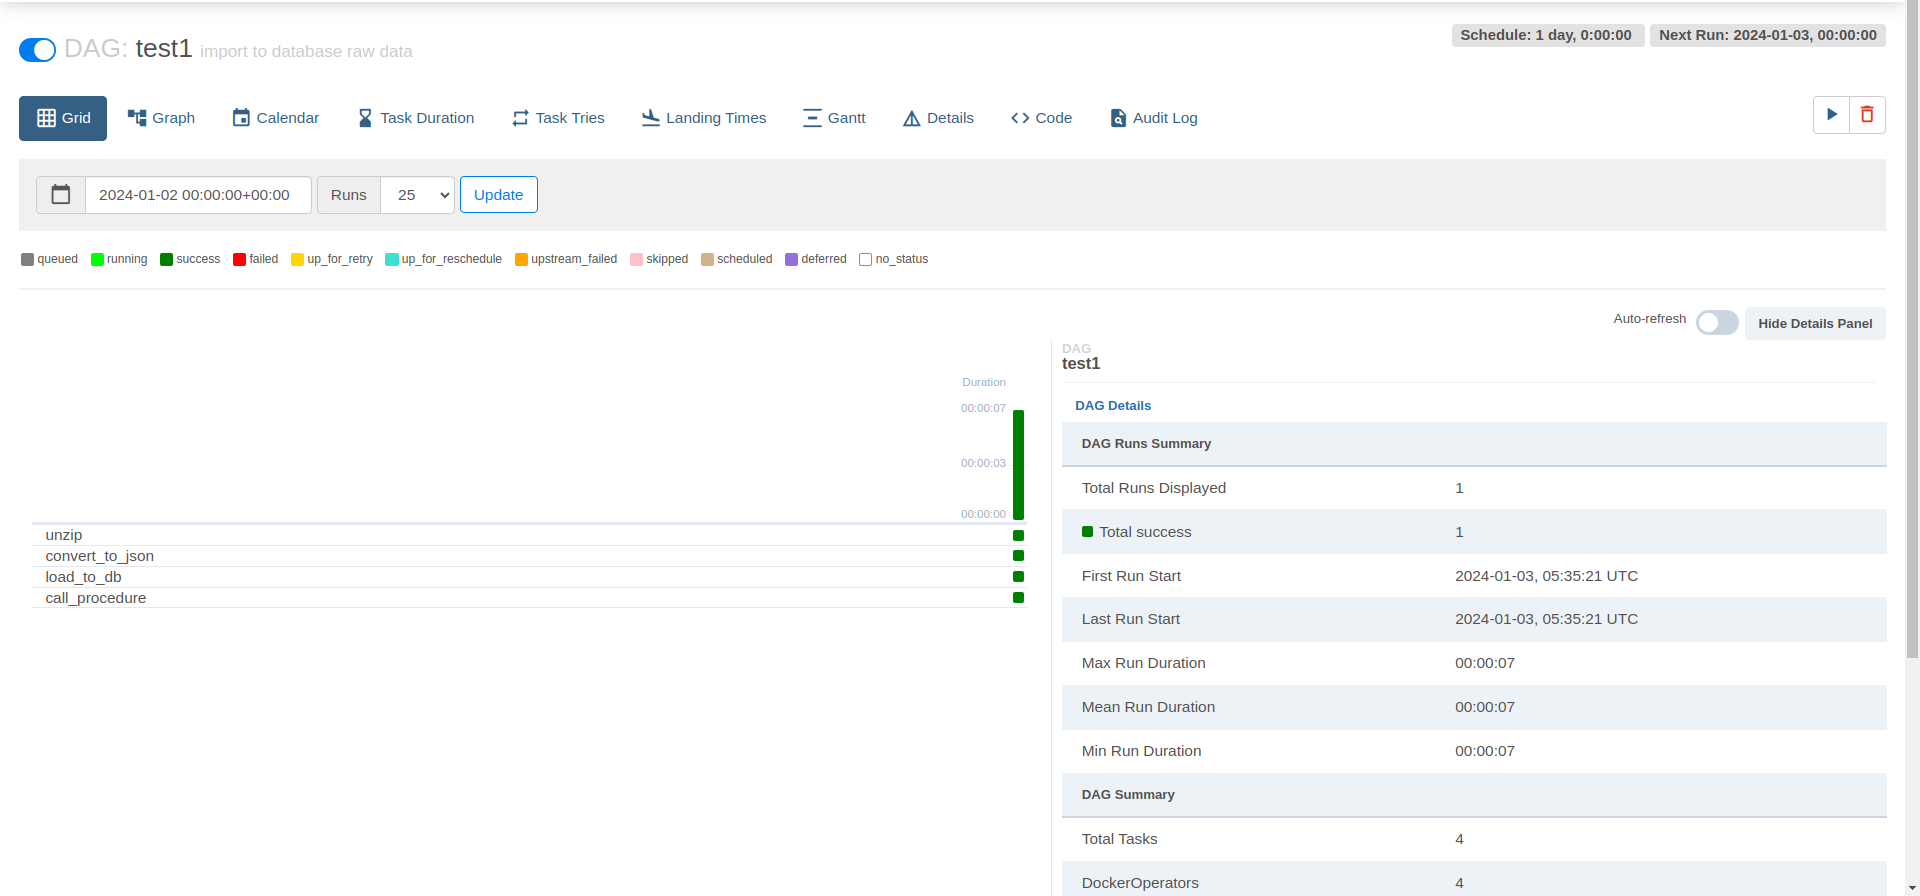 DAG: test1 import to database raw data
Schedule: 1 day, 0:00:00 Next Run: 2024-01-03, 00:00:00
Grid Graph Calendar Task Duration Task Tries Landing Times Gantt Details Code Audit Log
2024-01-02 00:00:00+00:00 Runs 25 Update
queued running success failed up_for_retry up_for_reschedule upstream_failed skipped scheduled deferred no_status
Auto-refresh Hide Details Panel
Duration
00:00:07
00:00:03
00:00:00
unzip
convert_to_json
load_to_db
call_procedure
DAG
test1
DAG Details
DAG Runs Summary
Total Runs Displayed 1
Total success 1
First Run Start 2024-01-03, 05:35:21 UTC
Last Run Start 2024-01-03, 05:35:21 UTC
Max Run Duration 00:00:07
Mean Run Duration 00:00:07
Min Run Duration 00:00:07
DAG Summary
Total Tasks 4
DockerOperators 4